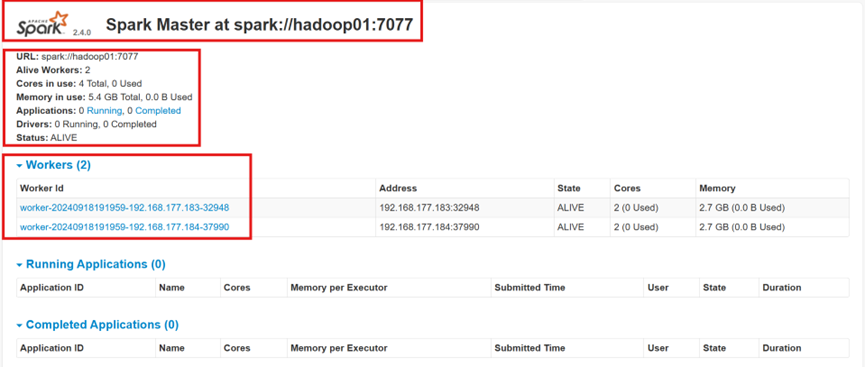 APACHE Spark 2.4.0 Spark Master at spark://hadoop01:7077
URL: spark://hadoop01:7077
Alive Workers: 2
Cores in use: 4 Total, 0 Used
Memory in use: 5.4 GB Total, 0.0 B Used
Applications: 0 Running, 0 Completed
Drivers: 0 Running, 0 Completed
Status: ALIVE
Workers (2)
Worker Id Address State Cores Memory
worker-20240918191959-192.168.177.183-32948 192.168.177.183:32948 ALIVE 2 (0 Used) 2.7 GB (0.0 B Used)
worker-20240918191959-192.168.177.184-37990 192.168.177.184:37990 ALIVE 2 (0 Used) 2.7 GB (0.0 B Used)
Running Applications (0)
Application ID Name Cores Memory per Executor Submitted Time User State Duration
Completed Applications (0)
Application ID Name Cores Memory per Executor Submitted Time User State Duration